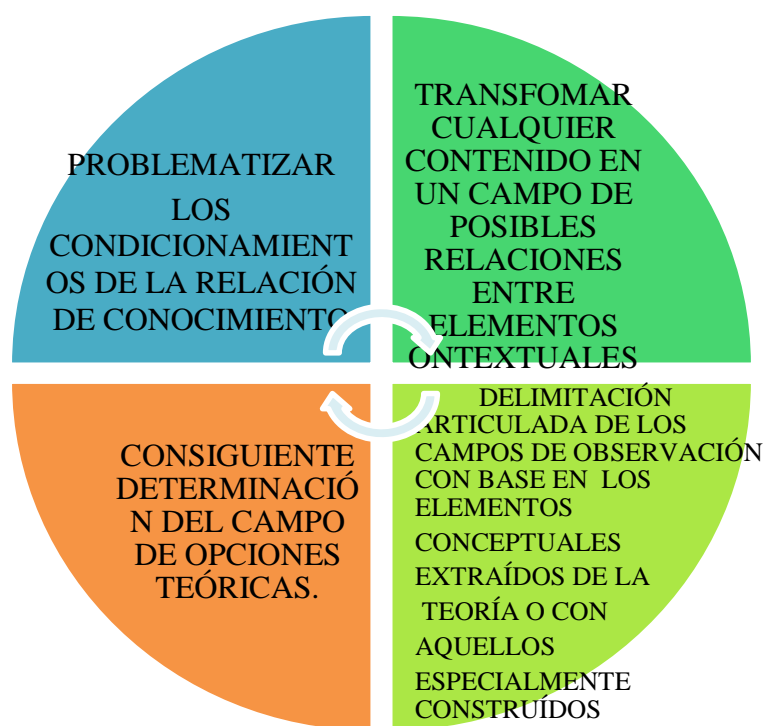 PROBLEMATIZAR
LOS
CONDICIONAMIENT
OS DE LA RELACIÓN
DE CONOCIMIENTO
TRANSFOMAR
CUALQUIER
CONTENIDO EN
UN CAMPO DE
POSIBLES
RELACIONES
ENTRE
ELEMENTOS
ONTEXTUALES
DELIMITACIÓN
ARTICULADA DE LOS
CAMPOS DE OBSERVACIÓN
CON BASE EN LOS
ELEMENTOS
CONCEPTUALES
EXTRAÍDOS DE LA
TEORÍA O CON
AQUELLOS
ESPECIALMENTE
CONSTRUÍDOS
CONSIGUIENTE
DETERMINACIÓ
N DEL CAMPO
DE OPCIONES
TEÓRICAS.